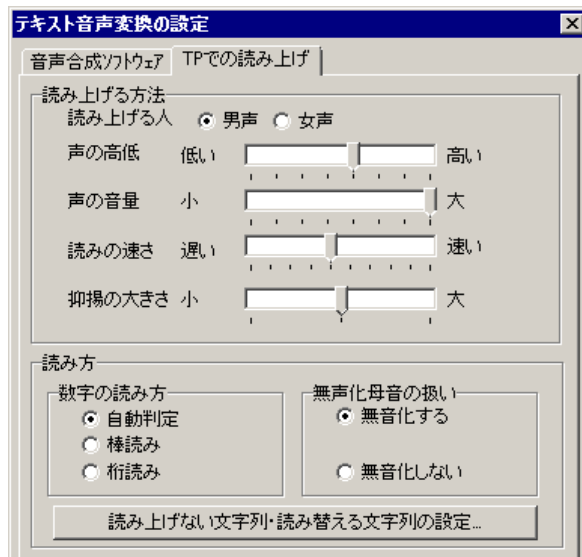 テキスト音声変換の設定
音声合成ソフトウェア TPでの読み上げ
読み上げる方法
読み上げる人 男声 女声
声の高低 低い 高い
声の音量 小 大
読みの速さ 遅い 速い
抑揚の大きさ 小 大
読み方
数字の読み方 無声化母音の扱い
自動判定 無音化する
棒読み
桁読み 無音化しない
読み上げない文字列・読み替える文字列の設定...